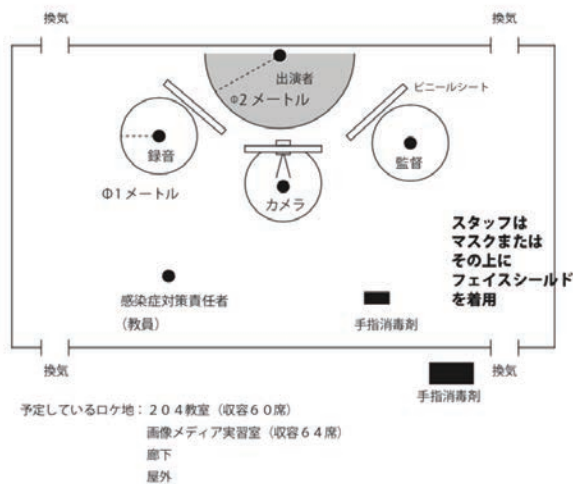 換気
換気
出演者
Φ2メートル
ビニールシート
録音
監督
Φ1メートル
カメラ
スタッフは
マスクまたは
その上に
フェイスシールド
を着用
感染症対策責任者
(教員)
手指消毒剤
換気
換気
手指消毒剤
予定しているロケ地:204教室(収容60席)
画像メディア実習室(収容64席)
廊下
屋外